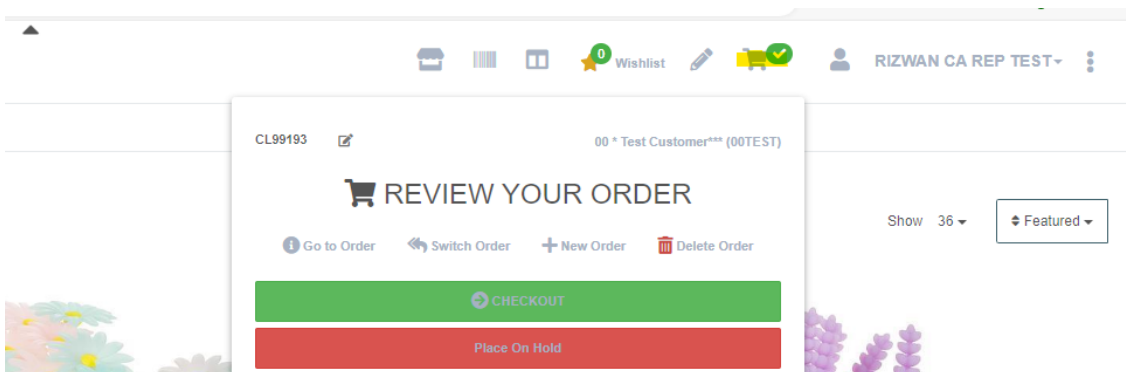 0 Wishlist RIZWAN CA REP TEST
CL99193 00 * Test Customer*** (00TEST)
REVIEW YOUR ORDER
Show 36 Featured
Go to Order Switch Order New Order Delete Order
CHECKOUT
Place On Hold